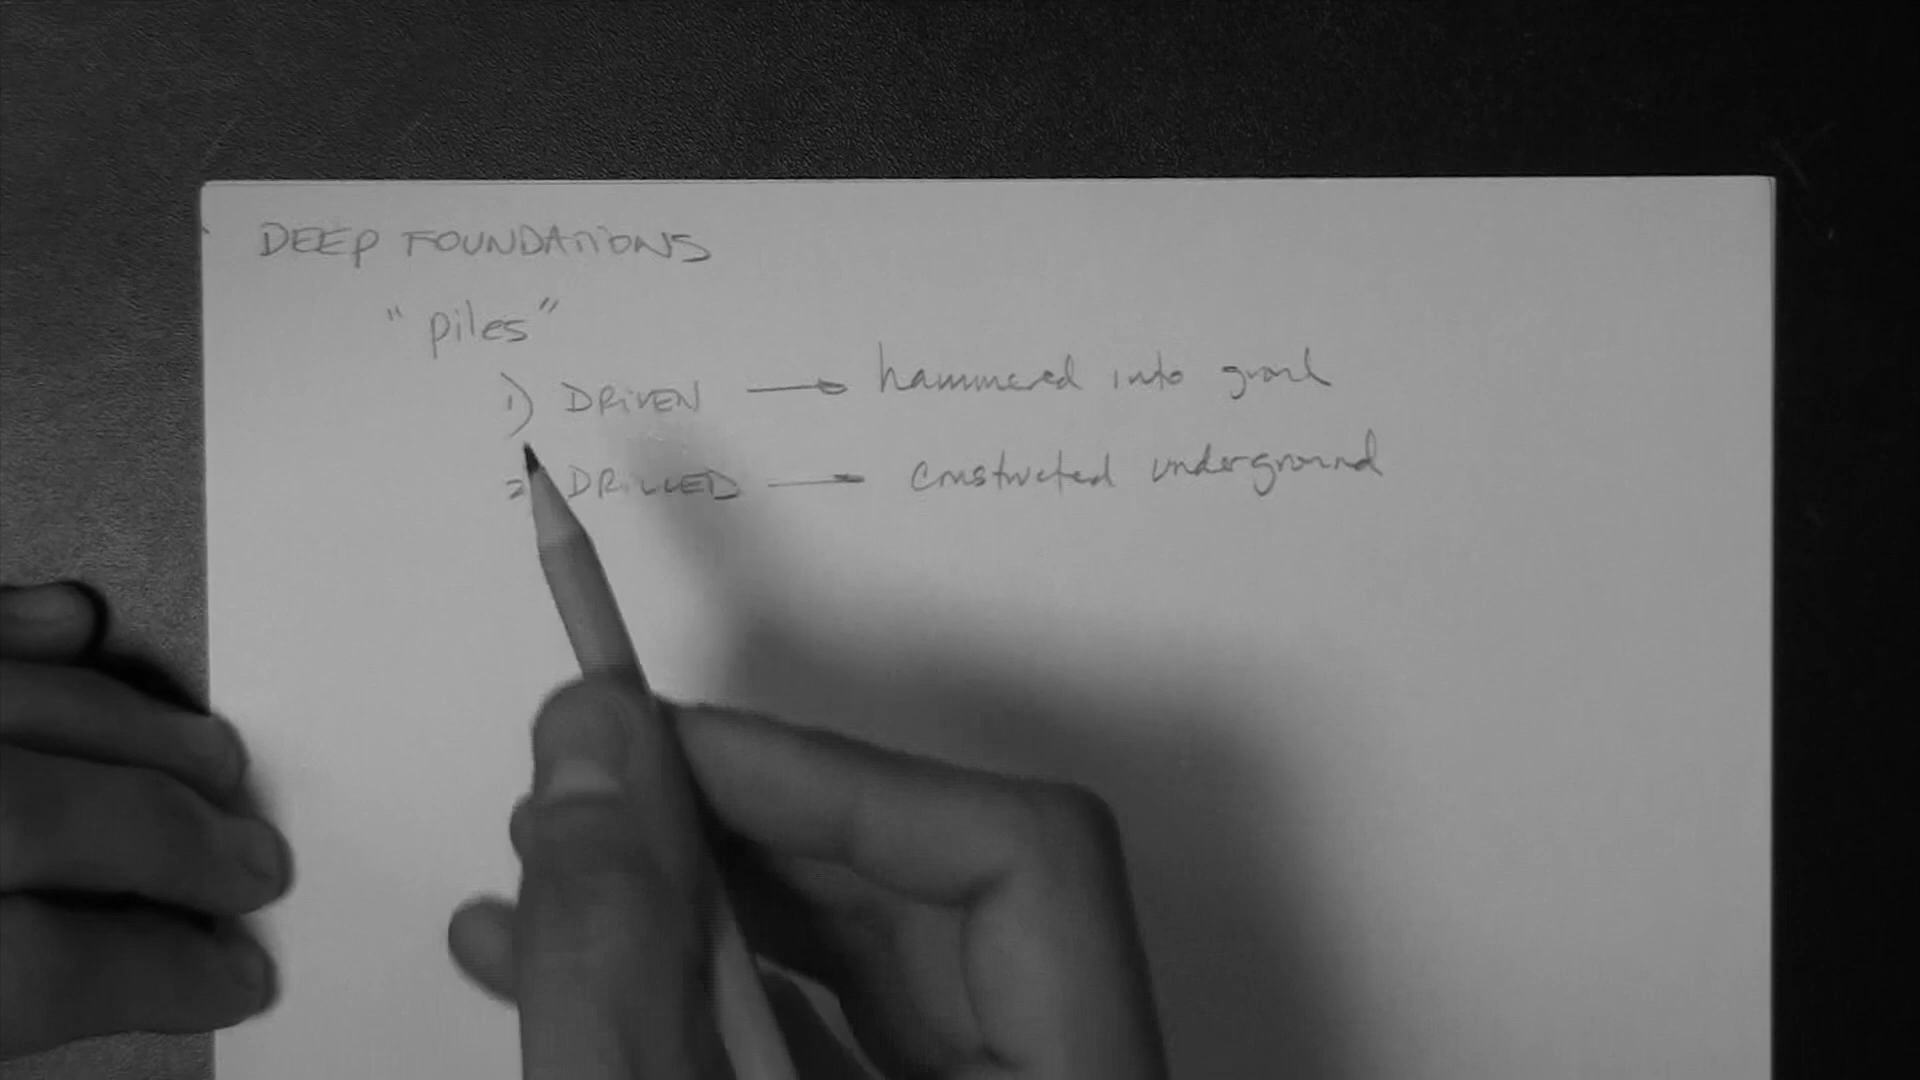 DEEP FOUNDATIONS
"piles"
1) DRIVEN → hammered into ground
2) DRILLED → constructed underground